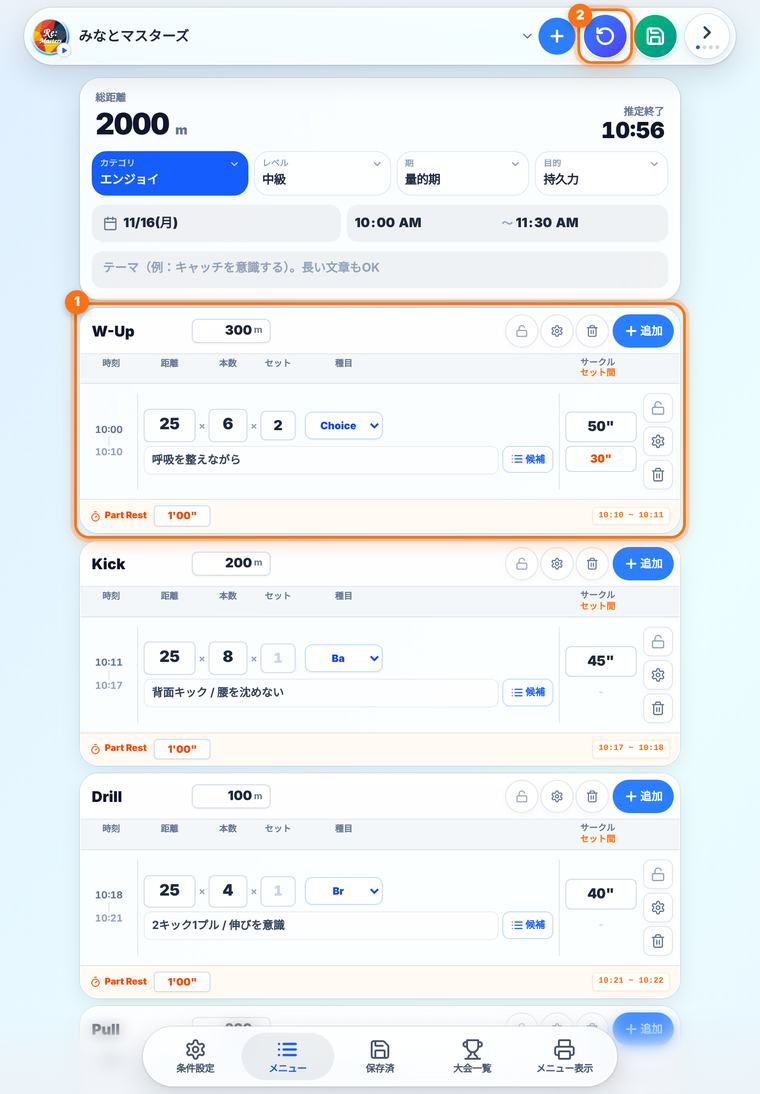 2
Re:
Masters
みなとマスターズ
総距離
2000 m
推定終了
10:56
カテゴリ
エンジョイ
レベル
中級
期
量的期
目的
持久力
11/16(月)
10:00 AM
〜11:30 AM
テーマ（例：キャッチを意識する）。長い文章もOK
1
W-Up
300 m
+ 追加
時刻 距離 本数 セット 種目 サークル
セット間
10:00
10:10
25 × 6 × 2 Choice
50"
呼吸を整えながら
候補
30"
Part Rest 1'00"
10:10 ~ 10:11
Kick
200 m
+ 追加
時刻 距離 本数 セット 種目 サークル
セット間
10:11
10:17
25 × 8 × 1 Ba
45"
背面キック / 腰を沈めない
候補
-
Part Rest 1'00"
10:17 ~ 10:18
Drill
100 m
+ 追加
時刻 距離 本数 セット 種目 サークル
セット間
10:18
10:21
25 × 4 × 1 Br
40"
2キック1プル / 伸びを意識
候補
-
Part Rest 1'00"
10:21 ~ 10:22
Pull
+ 追加
条件設定
メニュー
保存済
大会一覧
メニュー表示